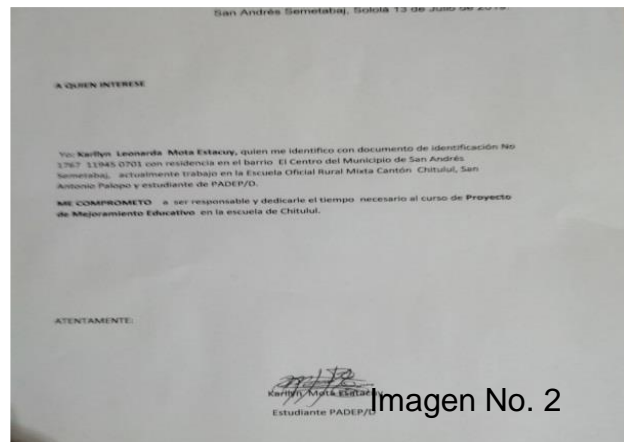 San Andrés Semetabaj, Sololá 13 de Julio de
A QUIEN INTERESE
Yo: Karillyn Leonarda Mota Estacuy, quien me identifico con documento de identificación No
1767 11945 0701 con residencia en el barrio El Centro del Municipio de San Andrés
Semetabaj, actualmente trabajo en la Escuela Oficial Rural Mixta Cantón Chitulul, San
Antonio Palopo y estudiante de PADEP/D.
ME COMPROMETO a ser responsable y dedicarle el tiempo necesario al curso de Proyecto
de Mejoramiento Educativo en la escuela de Chitulul.
ATENTAMENTE:
Mota
Estudiante PADEP/D
Imagen No. 2